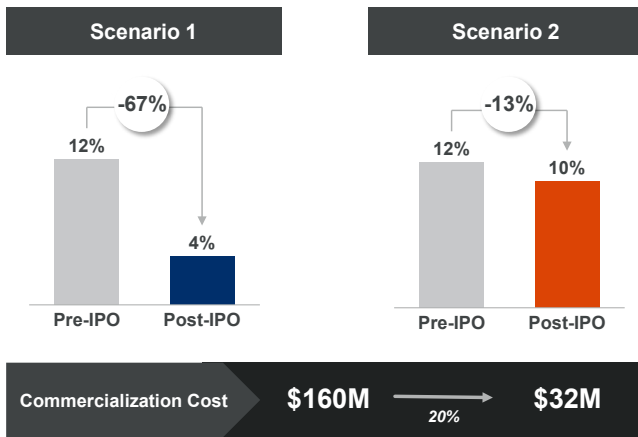 Scenario 1
-67%
12%
4%
Pre-IPO Post-IPO
Scenario 2
-13%
12%
10%
Pre-IPO Post-IPO
Commercialization Cost $160M 20% $32M